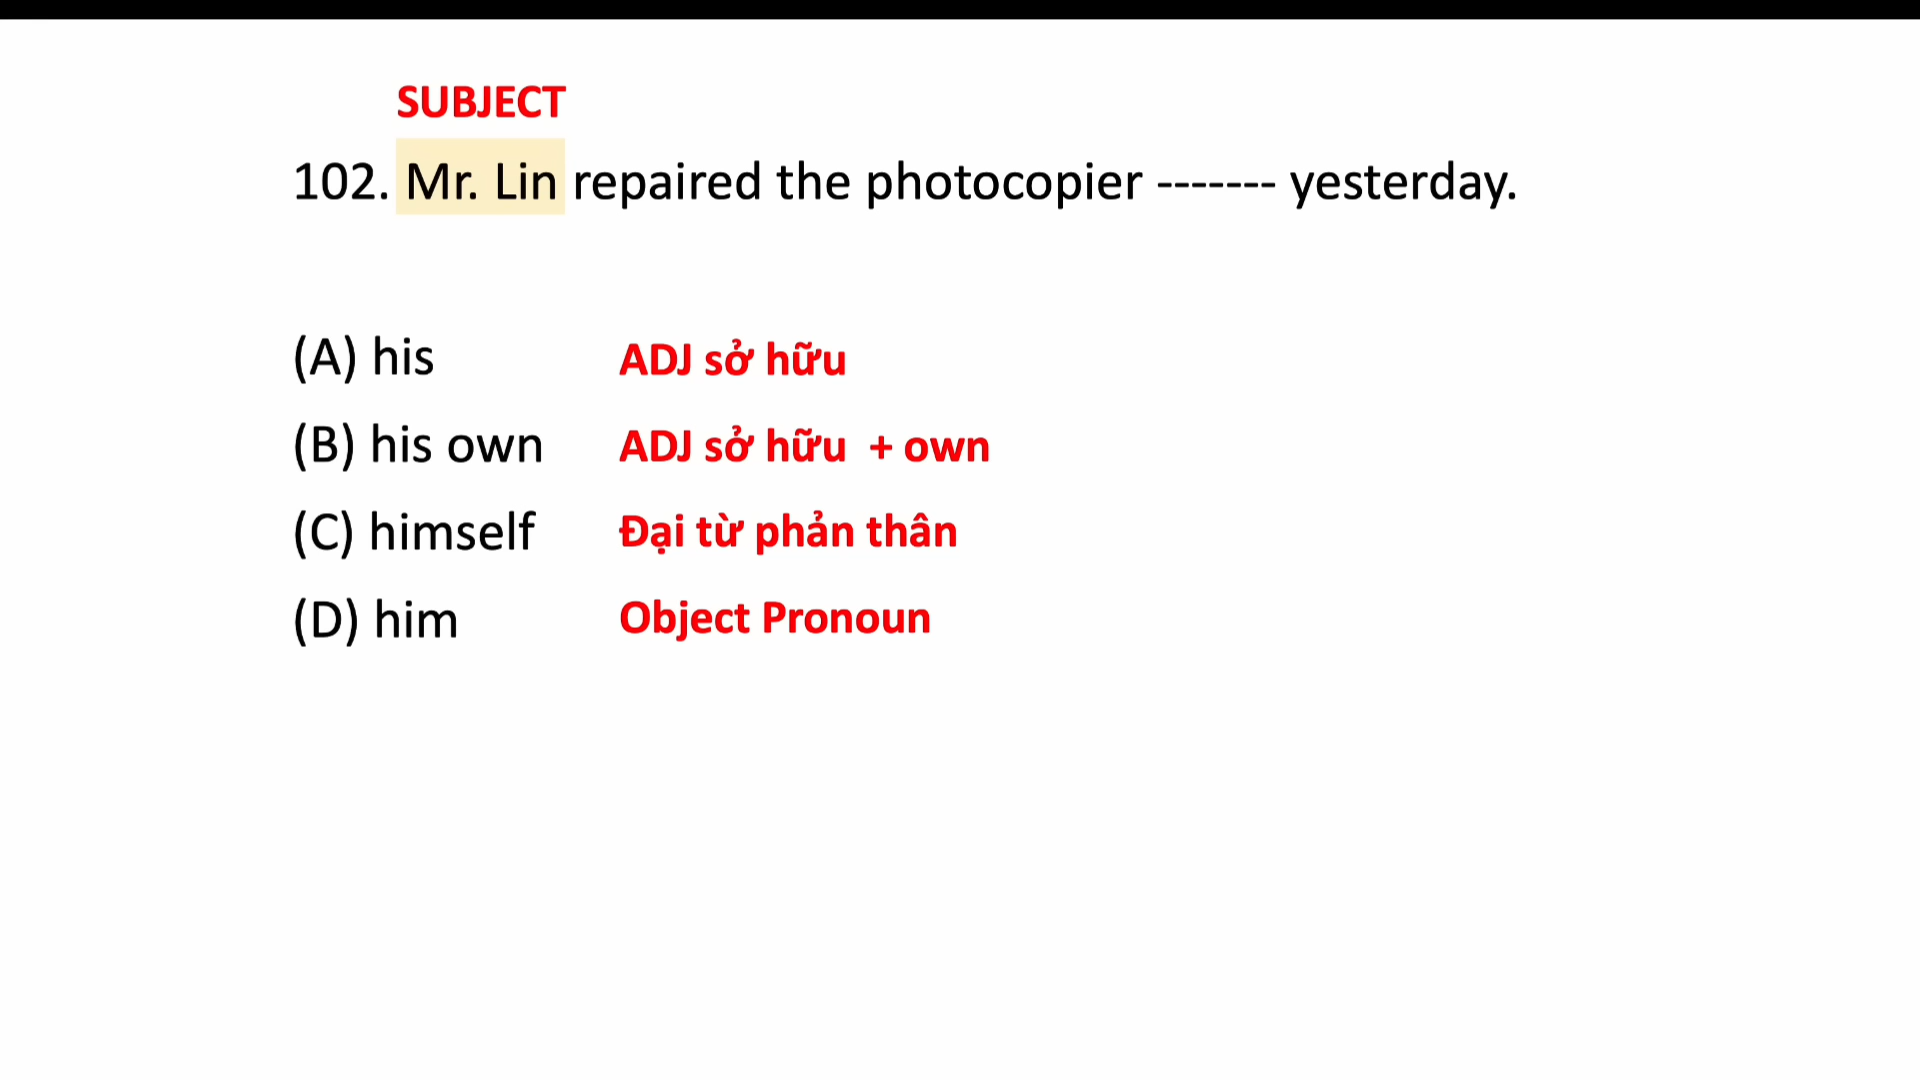 SUBJECT
102. Mr. Lin repaired the photocopier ------- yesterday.
(A) his ADJ sở hữu
(B) his own ADJ sở hữu + own
(C) himself Đại từ phản thân
(D) him Object Pronoun